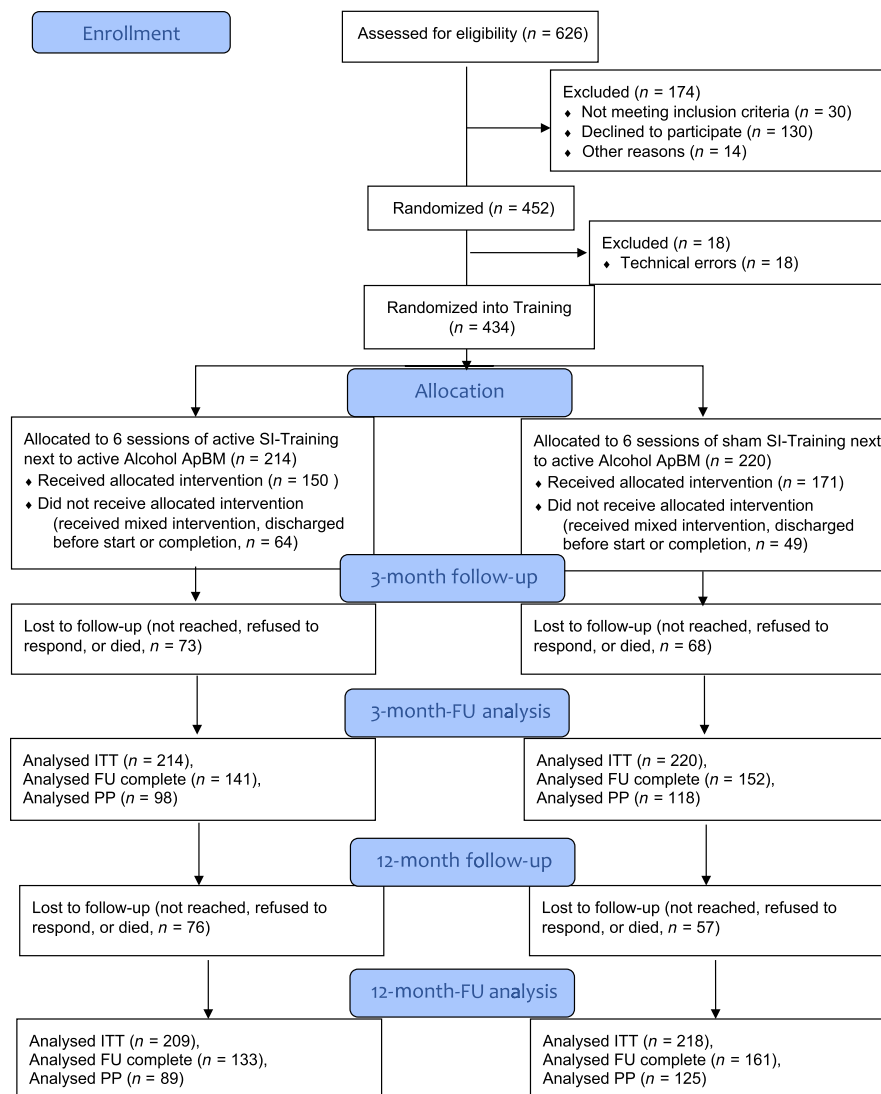 Enrollment
Assessed for eligibility (n = 626)
Excluded (n = 174)
♦ Not meeting inclusion criteria (n = 30)
♦ Declined to participate (n = 130)
♦ Other reasons (n = 14)
Randomized (n = 452)
Excluded (n = 18)
♦ Technical errors (n = 18)
Randomized into Training
(n = 434)
Allocation
Allocated to 6 sessions of active SI-Training
next to active Alcohol ApBM (n = 214)
♦ Received allocated intervention (n = 150 )
♦ Did not receive allocated intervention
(received mixed intervention, discharged
before start or completion, n = 64)
Allocated to 6 sessions of sham SI-Training next
to active Alcohol ApBM (n = 220)
♦ Received allocated intervention (n = 171)
♦ Did not receive allocated intervention
(received mixed intervention, discharged
before start or completion, n = 49)
3-month follow-up
Lost to follow-up (not reached, refused to
respond, or died, n = 73)
Lost to follow-up (not reached, refused to
respond, or died, n = 68)
3-month-FU analysis
Analysed ITT (n = 214),
Analysed FU complete (n = 141),
Analysed PP (n = 98)
Analysed ITT (n = 220),
Analysed FU complete (n = 152),
Analysed PP (n = 118)
12-month follow-up
Lost to follow-up (not reached, refused to
respond, or died, n = 76)
Lost to follow-up (not reached, refused to
respond, or died, n = 57)
12-month-FU analysis
Analysed ITT (n = 209),
Analysed FU complete (n = 133),
Analysed PP (n = 89)
Analysed ITT (n = 218),
Analysed FU complete (n = 161),
Analysed PP (n = 125)